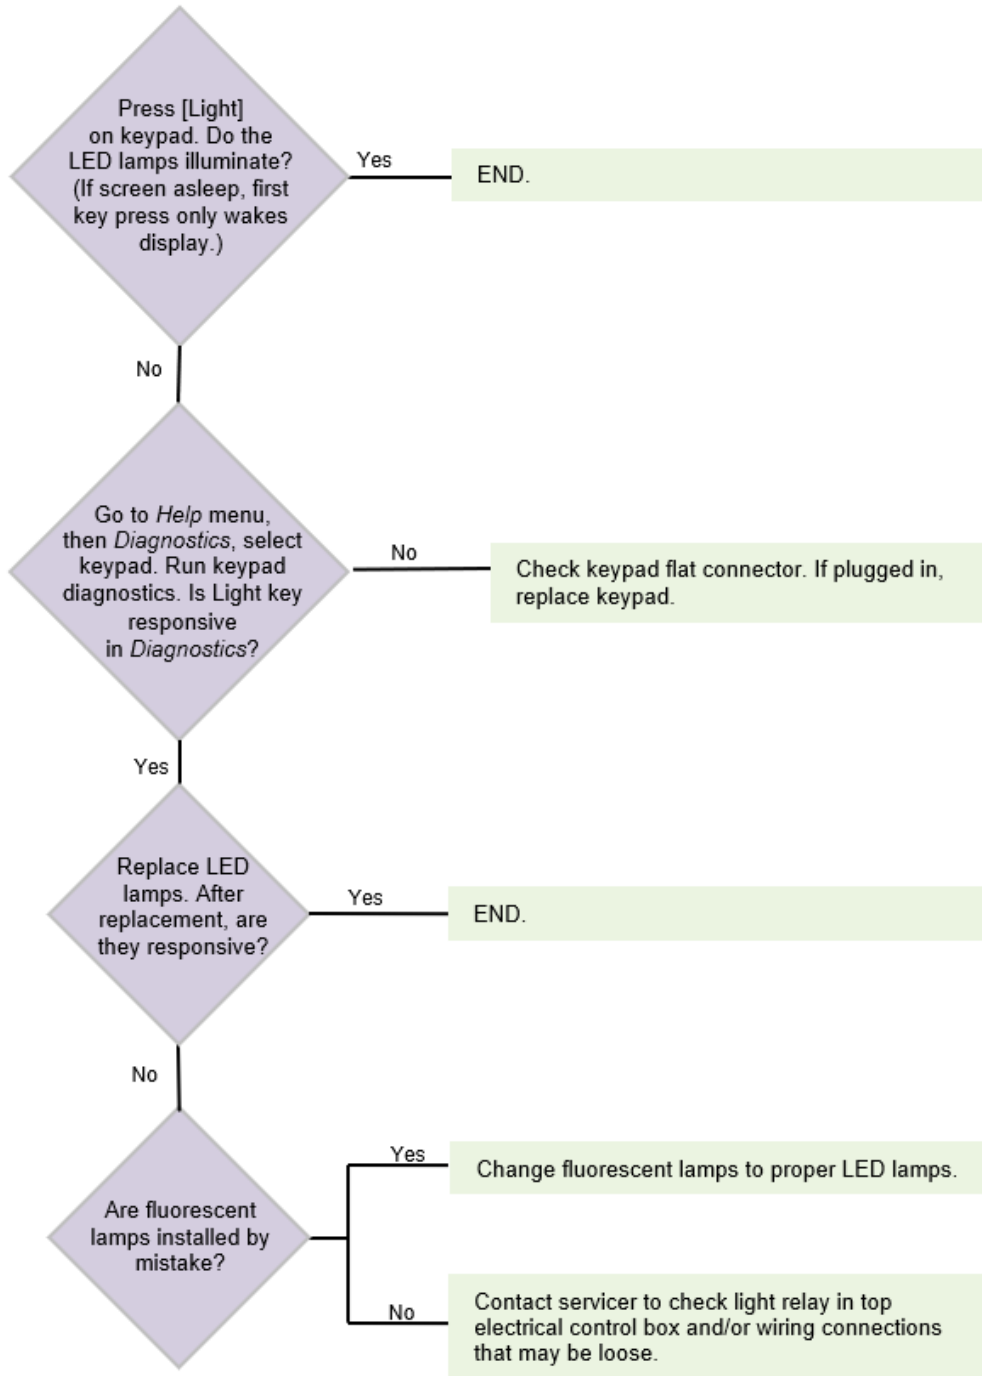 Press [Light]
on keypad. Do the
LED lamps illuminate?
(If screen asleep, first
key press only wakes
display.)
Yes
END.
No
Go to Help menu,
then Diagnostics, select
keypad. Run keypad
diagnostics. Is Light key
responsive
in Diagnostics?
No
Check keypad flat connector. If plugged in,
replace keypad.
Yes
Replace LED
lamps. After
replacement, are
they responsive?
Yes
END.
No
Are fluorescent
lamps installed by
mistake?
Yes
Change fluorescent lamps to proper LED lamps.
No
Contact servicer to check light relay in top
electrical control box and/or wiring connections
that may be loose.